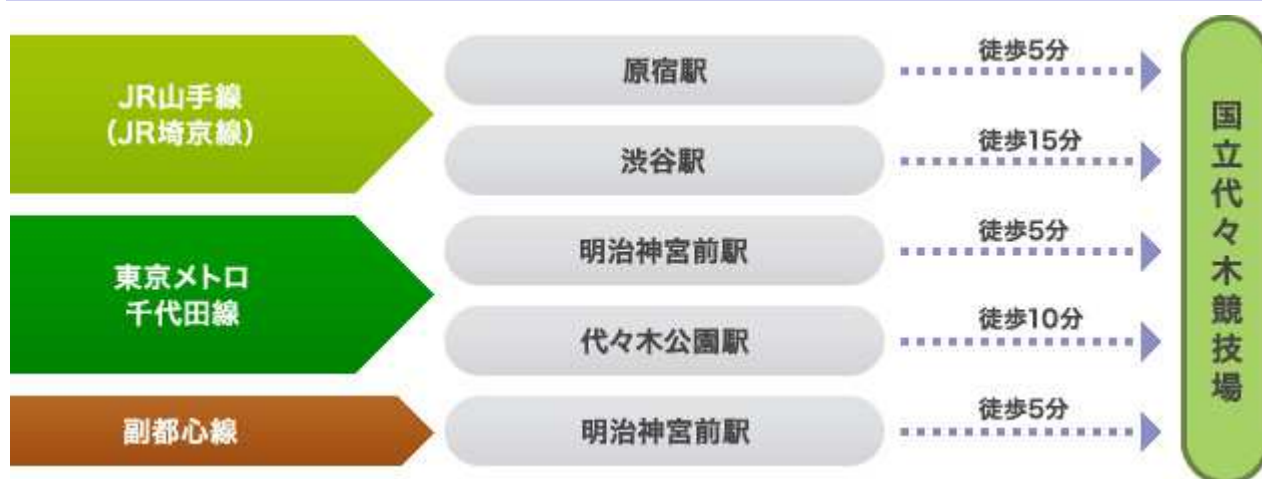 JR山手線
（JR埼京線）
原宿駅
徒歩5分
渋谷駅
徒歩15分
東京メトロ
千代田線
明治神宮前駅
徒歩5分
代々木公園駅
徒歩10分
副都心線
明治神宮前駅
徒歩5分
国立代々木競技場